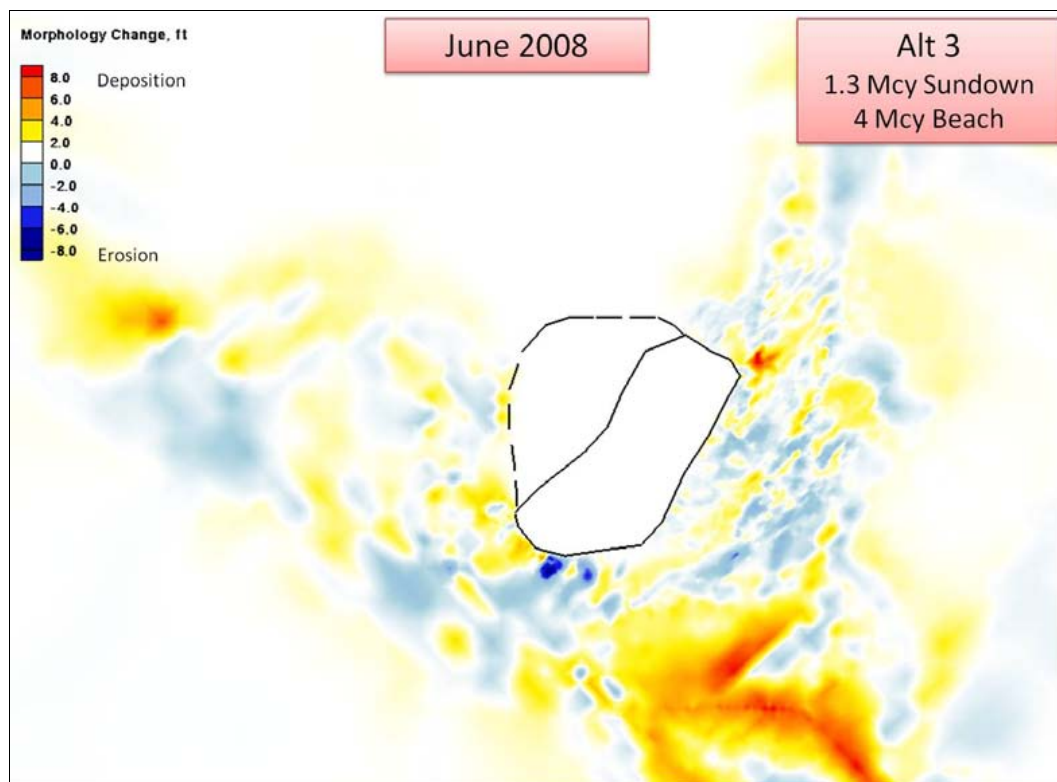 Morphology Change, ft
8.0
Deposition
6.0
4.0
2.0
0.0
-2.0
-4.0
-6.0
-8.0
Erosion
June 2008
Alt 3
1.3 Mcy Sundown
4 Mcy Beach